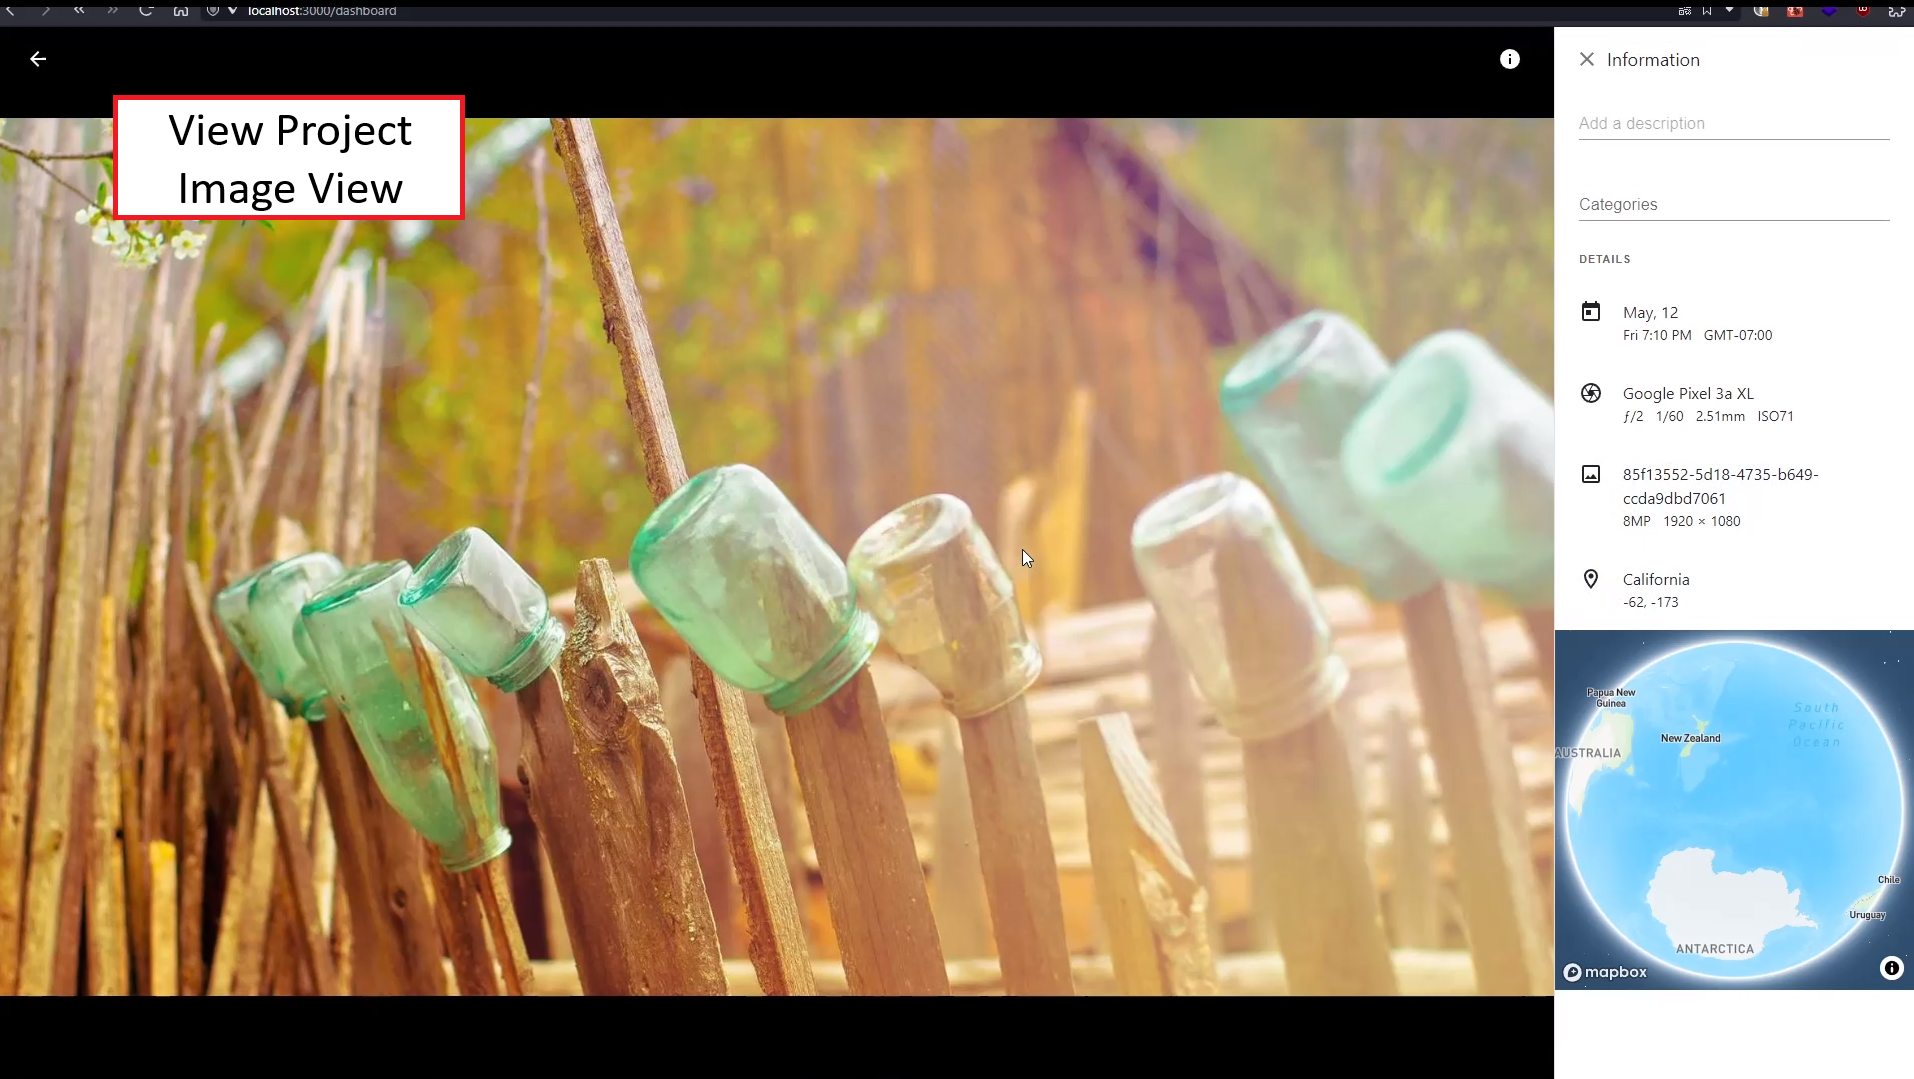 localhost:3000/dashboard
View Project
Image View
Information
Add a description
Categories
DETAILS
May, 12
Fri 7:10 PM GMT-07:00
Google Pixel 3a XL
ƒ/2 1/60 2.51mm ISO71
85f13552-5d18-4735-b649-
ccda9dbd7061
8MP 1920 × 1080
California
-62, -173
Papua New
Guinea
South
Pacific
Ocean
New Zealand
AUSTRALIA
Chile
Uruguay
ANTARCTICA
mapbox